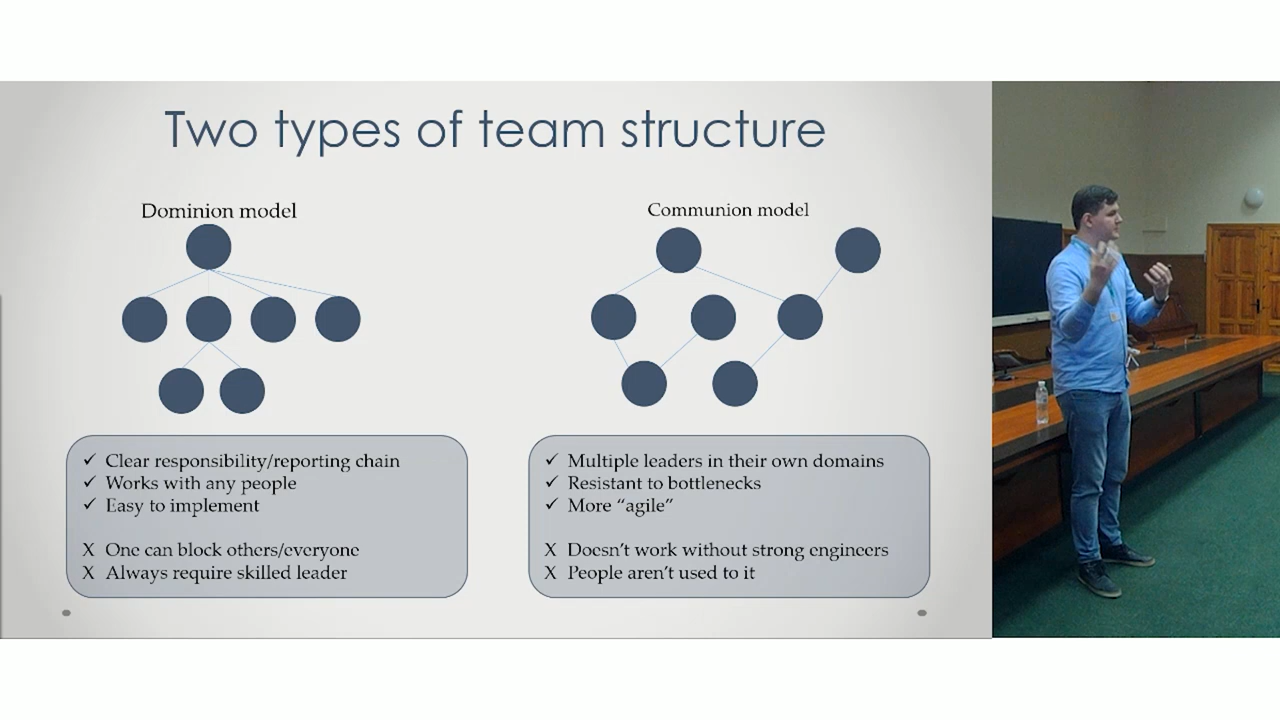 Two types of team structure
Dominion model
Clear responsibility/reporting chain
Works with any people
Easy to implement
X One can block others/everyone
X Always require skilled leader
Communion model
Multiple leaders in their own domains
Resistant to bottlenecks
More “agile”
X Doesn’t work without strong engineers
X People aren’t used to it